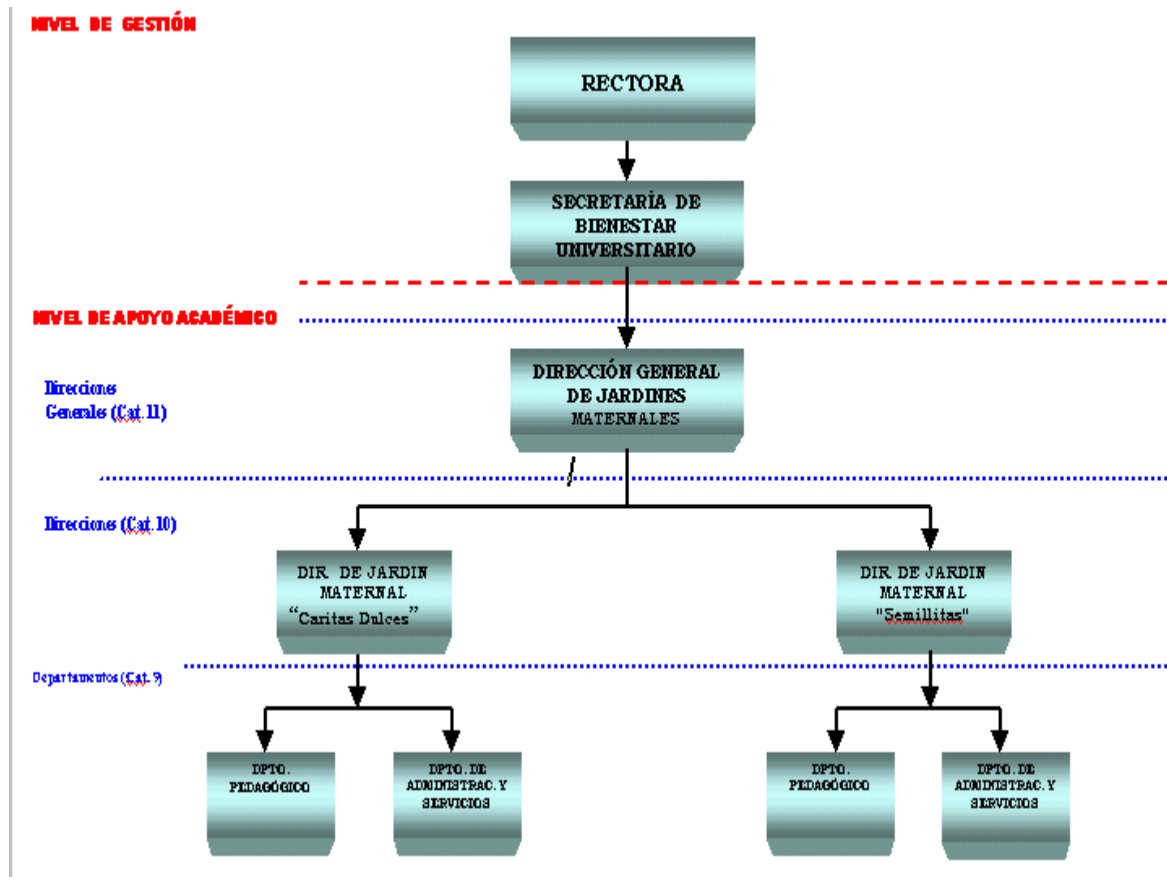 NIVEL DE GESTIÓN
RECTORA
SECRETARÍA DE
BIENESTAR
UNIVERSITARIO
NIVEL DE APOYO ACADÉMICO
DIRECCIÓN GENERAL
DE JARDINES
MATERNALES
Direcciones
Generales (Cat.11)
Direcciones (Cat.10)
DIR. DE JARDIN
MATERNAL
“Caritas Dulces”
DIR. DE JARDIN
MATERNAL
"Semillitas"
Departamentos (Cat. 9)
DPTO.
PEDAGÓGICO
DPTO. DE
ADMINISTRAC. Y
SERVICIOS
DPTO.
PEDAGÓGICO
DPTO. DE
ADMINISTRAC. Y
SERVICIOS